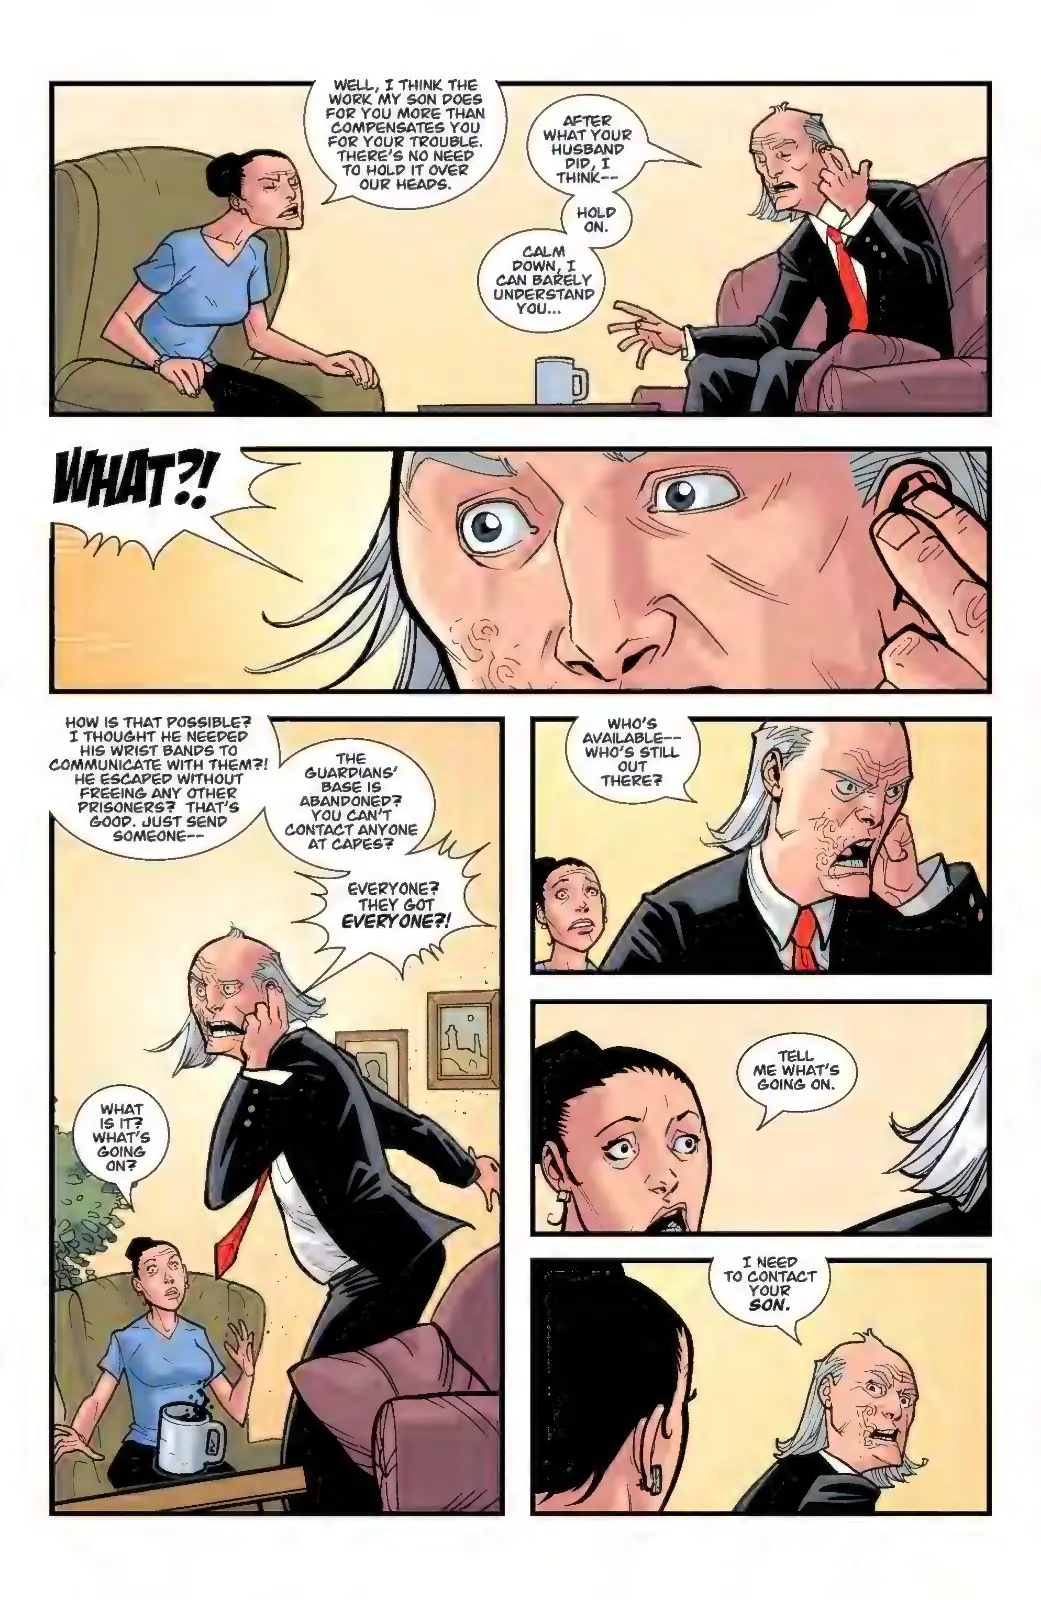 WELL, I THINK THE
WORK MY SON DOES
FOR YOU MORE THAN
COMPENSATES YOU
FOR YOUR TROUBLE.
THERE'S NO NEED
TO HOLD IT OVER
OUR HEADS.
AFTER
WHAT YOUR
HUSBAND
DID, I
THINK--
HOLD
ON.
CALM
DOWN, I
CAN BARELY
UNDERSTAND
YOU...
WHAT?!
HOW IS THAT POSSIBLE?
I THOUGHT HE NEEDED
HIS WRIST BANDS TO
COMMUNICATE WITH THEM?!
HE ESCAPED WITHOUT
FREEING ANY OTHER
PRISONERS? THAT'S
GOOD. JUST SEND
SOMEONE--
THE
GUARDIANS'
BASE IS
ABANDONED?
YOU CAN'T
CONTACT ANYONE
AT CAPES?
EVERYONE?
THEY GOT
EVERYONE?!
WHAT
IS IT?
WHAT'S
GOING
ON?
WHO'S
AVAILABLE--
WHO'S STILL
OUT
THERE?
TELL
ME WHAT'S
GOING ON.
I NEED
TO CONTACT
YOUR
SON.